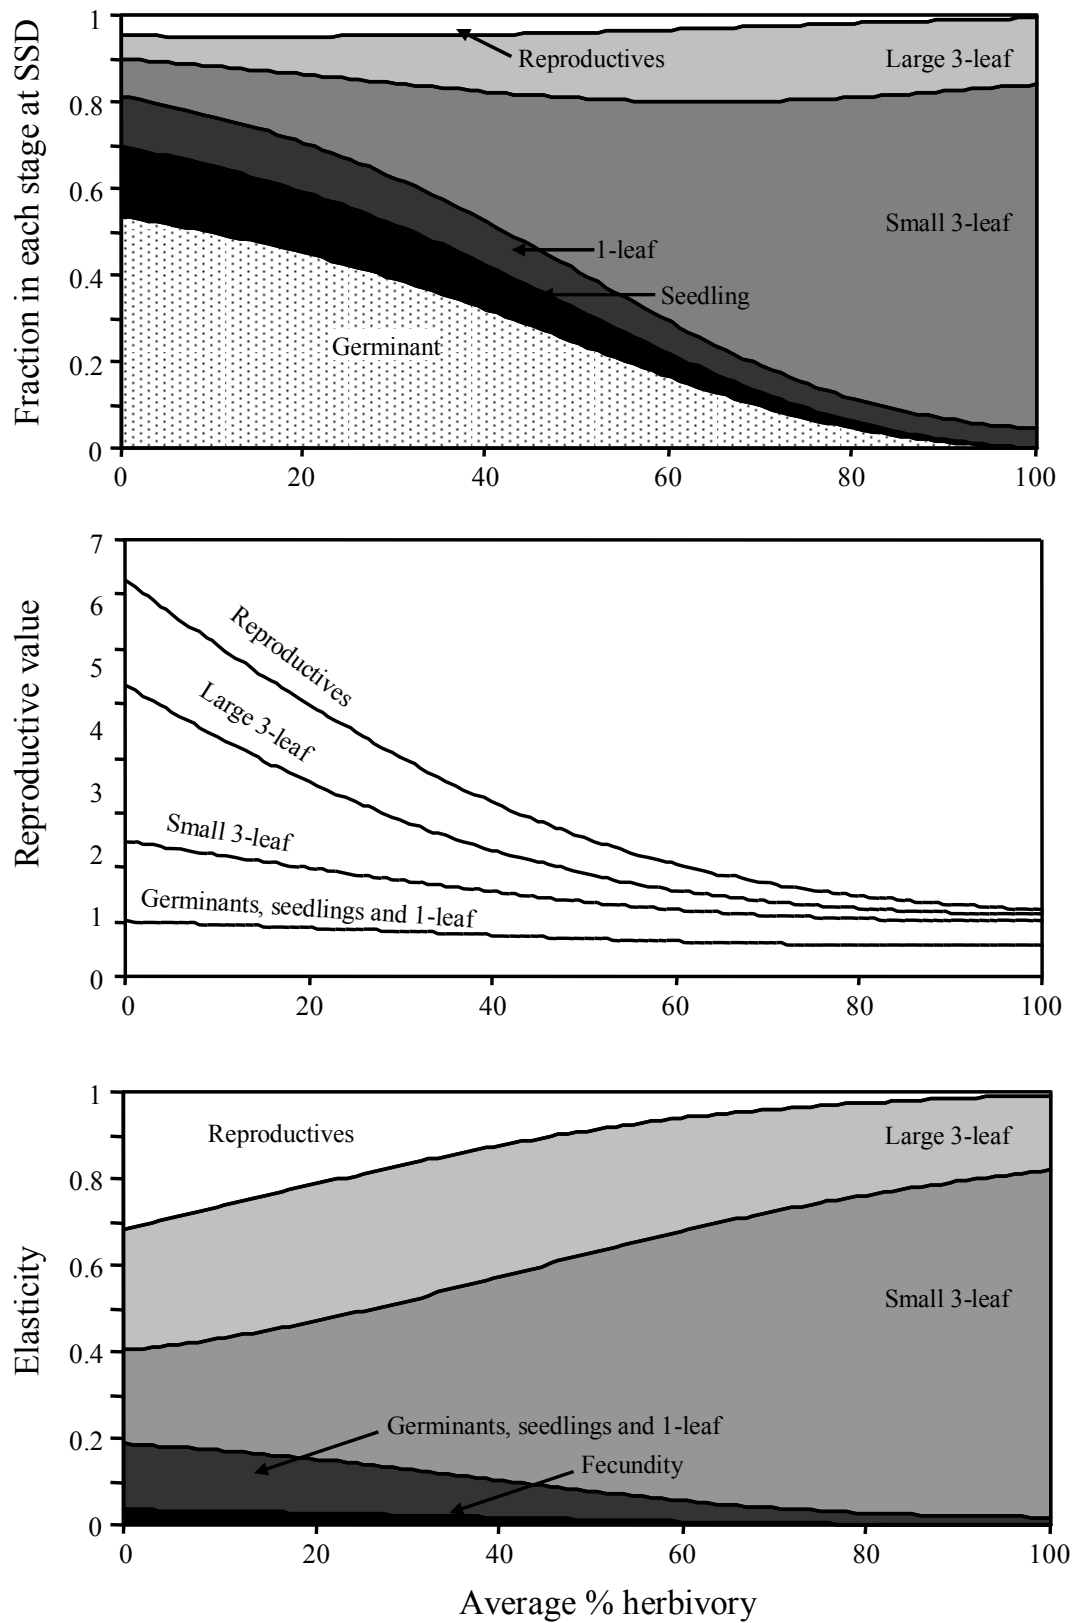 Fraction in each stage at SSD
1
0.8
0.6
0.4
0.2
0
Reproductives
Large 3-leaf
Small 3-leaf
1-leaf
Seedling
Germinant
0 20 40 60 80 100
Reproductive value
7
6
5
4
3
2
1
0
Reproductives
Large 3-leaf
Small 3-leaf
Germinants, seedlings and 1-leaf
0 20 40 60 80 100
Elasticity
1
0.8
0.6
0.4
0.2
0
Reproductives
Large 3-leaf
Small 3-leaf
Germinants, seedlings and 1-leaf
Fecundity
0 20 40 60 80 100
Average % herbivory